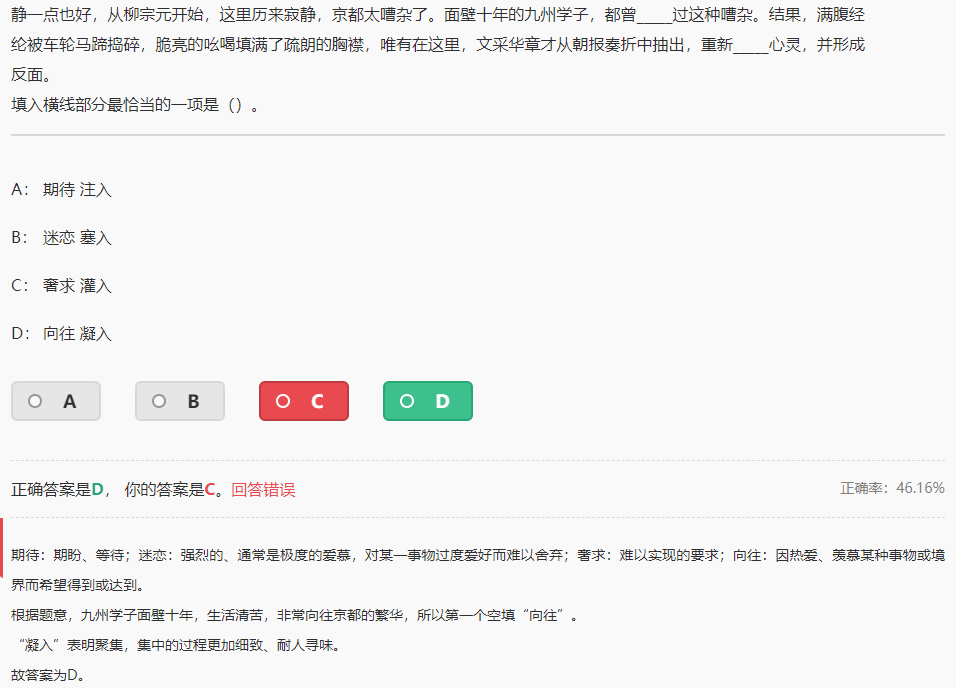 静一点也好，从柳宗元开始，这里历来寂静，京都太嘈杂了。面壁十年的九州学子，都曾_____过这种嘈杂。结果，满腹经
纶被车轮马蹄捣碎，脆亮的吆喝填满了疏朗的胸襟，唯有在这里，文采华章才从朝报奏折中抽出，重新_____心灵，并形成
反面。
填入横线部分最恰当的一项是（）。
A： 期待 注入
B： 迷恋 塞入
C： 奢求 灌入
D： 向往 凝入
A B C D
正确答案是D， 你的答案是C。回答错误 正确率：46.16%
期待：期盼、等待；迷恋：强烈的、通常是极度的爱慕，对某一事物过度爱好而难以舍弃；奢求：难以实现的要求；向往：因热爱、羡慕某种事物或境
界而希望得到或达到。
根据题意，九州学子面壁十年，生活清苦，非常向往京都的繁华，所以第一个空填“向往”。
“凝入”表明聚集，集中的过程更加细致、耐人寻味。
故答案为D。